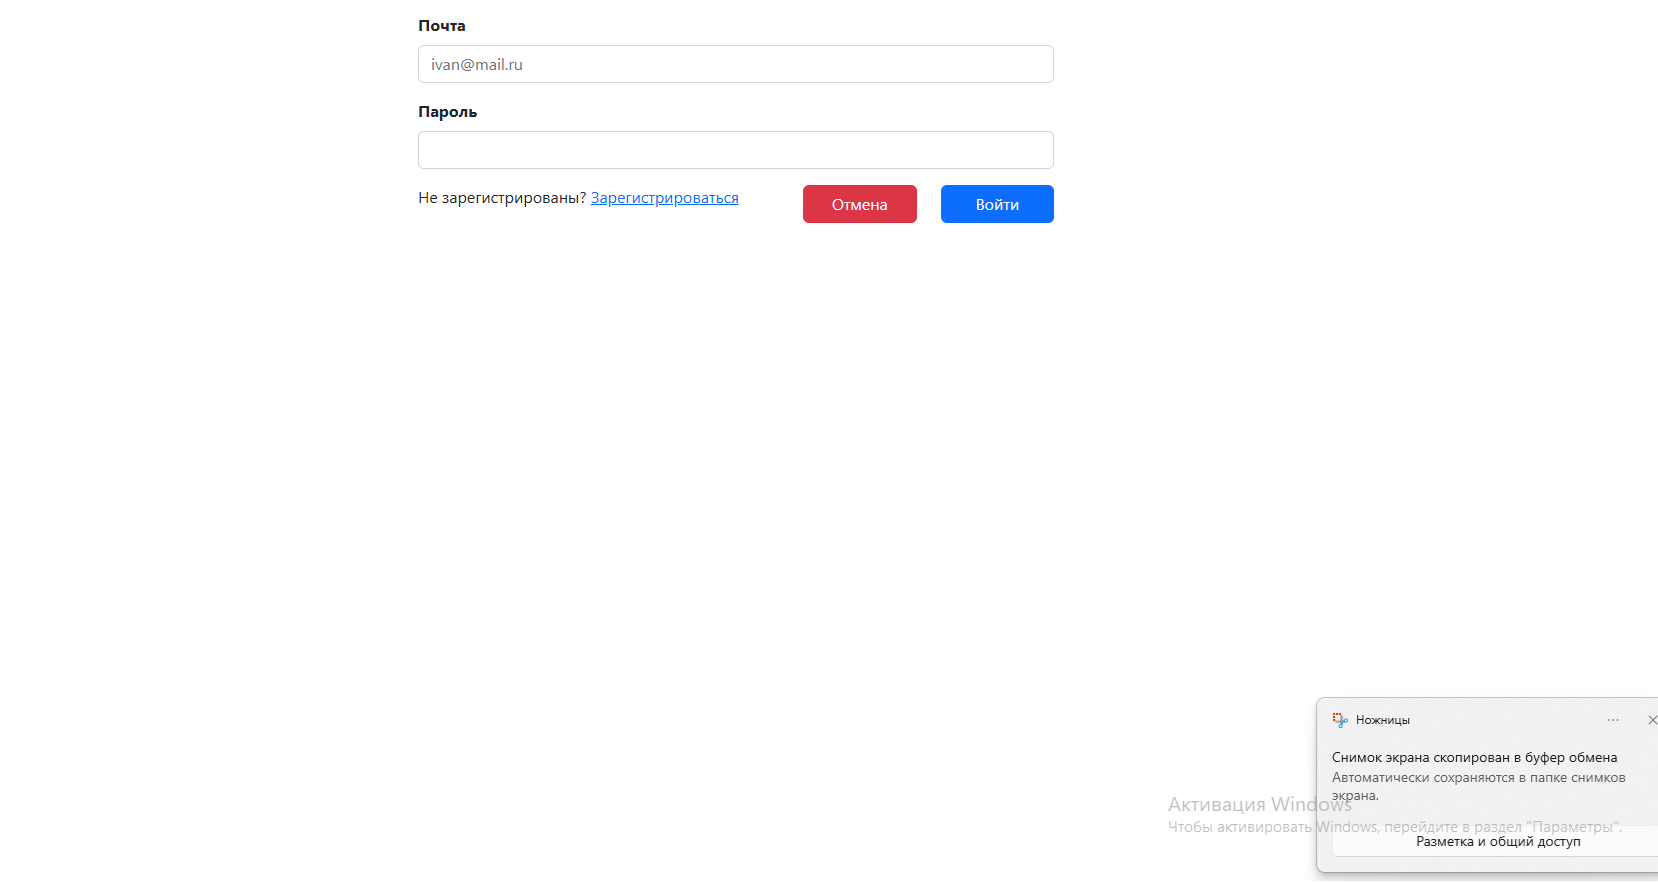 Почта
ivan@mail.ru
Пароль
Не зарегистрированы? Зарегистрироваться
Отмена
Войти
Ножницы
Снимок экрана скопирован в буфер обмена
Автоматически сохраняются в папке снимков
экрана.
Активация Windows
Чтобы активировать Windows, перейдите в раздел "Параметры".
Разметка и общий доступ